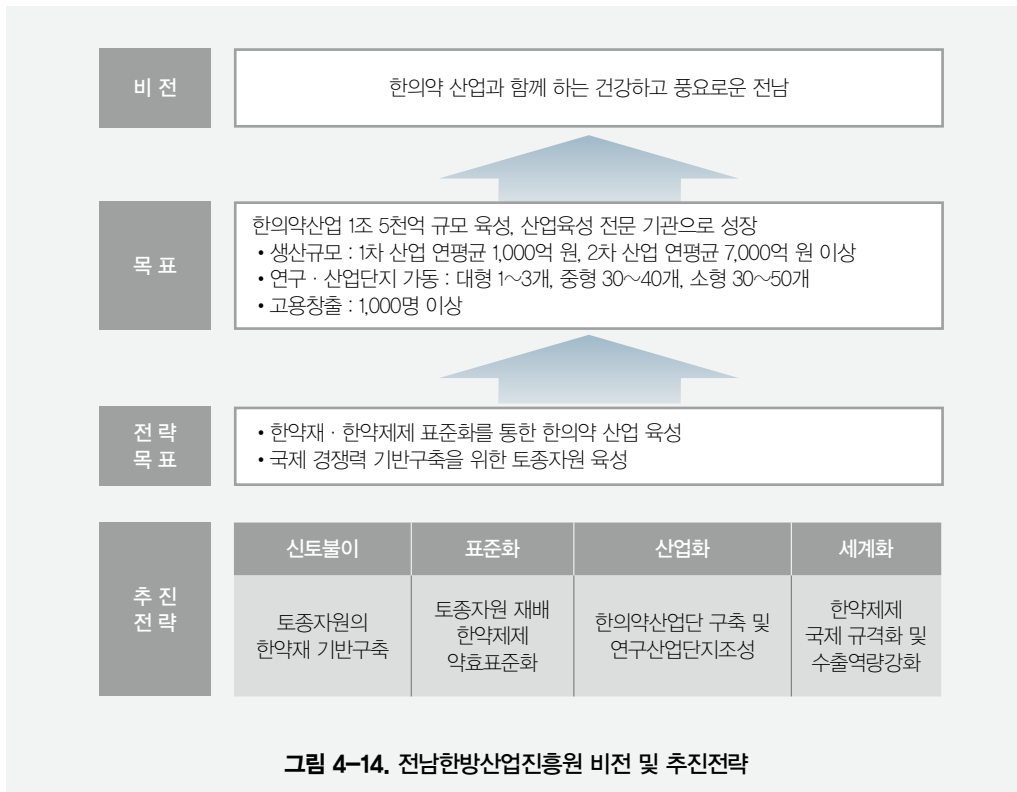 비 전
한의약 산업과 함께 하는 건강하고 풍요로운 전남
목 표
한의약산업 1조 5천억 규모 육성, 산업육성 전문 기관으로 성장
• 생산규모 : 1차 산업 연평균 1,000억 원, 2차 산업 연평균 7,000억 원 이상
• 연구 · 산업단지 가동 : 대형 1~3개, 중형 30~40개, 소형 30~50개
• 고용창출 : 1,000명 이상
전 략
목 표
• 한약재 · 한약제제 표준화를 통한 한의약 산업 육성
• 국제 경쟁력 기반구축을 위한 토종자원 육성
추 진
전 략
신토불이
토종자원의
한약재 기반구축
표준화
토종자원 재배
한약제제
약효표준화
산업화
한의약산업단 구축 및
연구산업단지조성
세계화
한약제제
국제 규격화 및
수출역량강화
그림 4-14. 전남한방산업진흥원 비전 및 추진전략